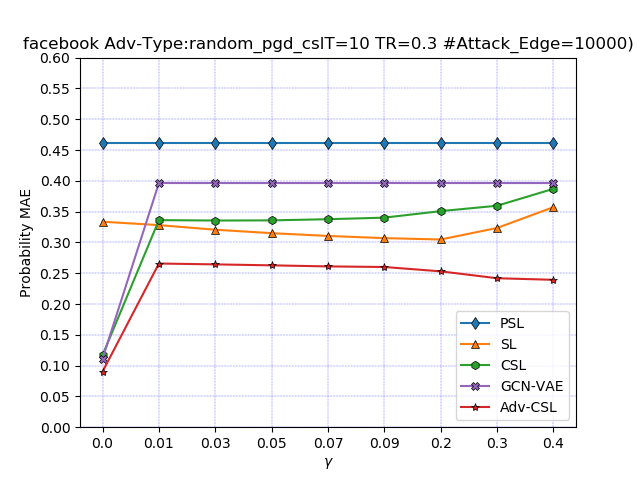 facebook Adv-Type:random_pgd_cslT=10 TR=0.3 #Attack_Edge=10000)
0.60
0.55
0.50
0.45
0.40
0.35
0.30
0.25
0.20
0.15
0.10
0.05
0.00
Probability MAE
PSL
SL
CSL
GCN-VAE
Adv-CSL
0.0 0.01 0.03 0.05 0.07 0.09 0.2 0.3 0.4
γ